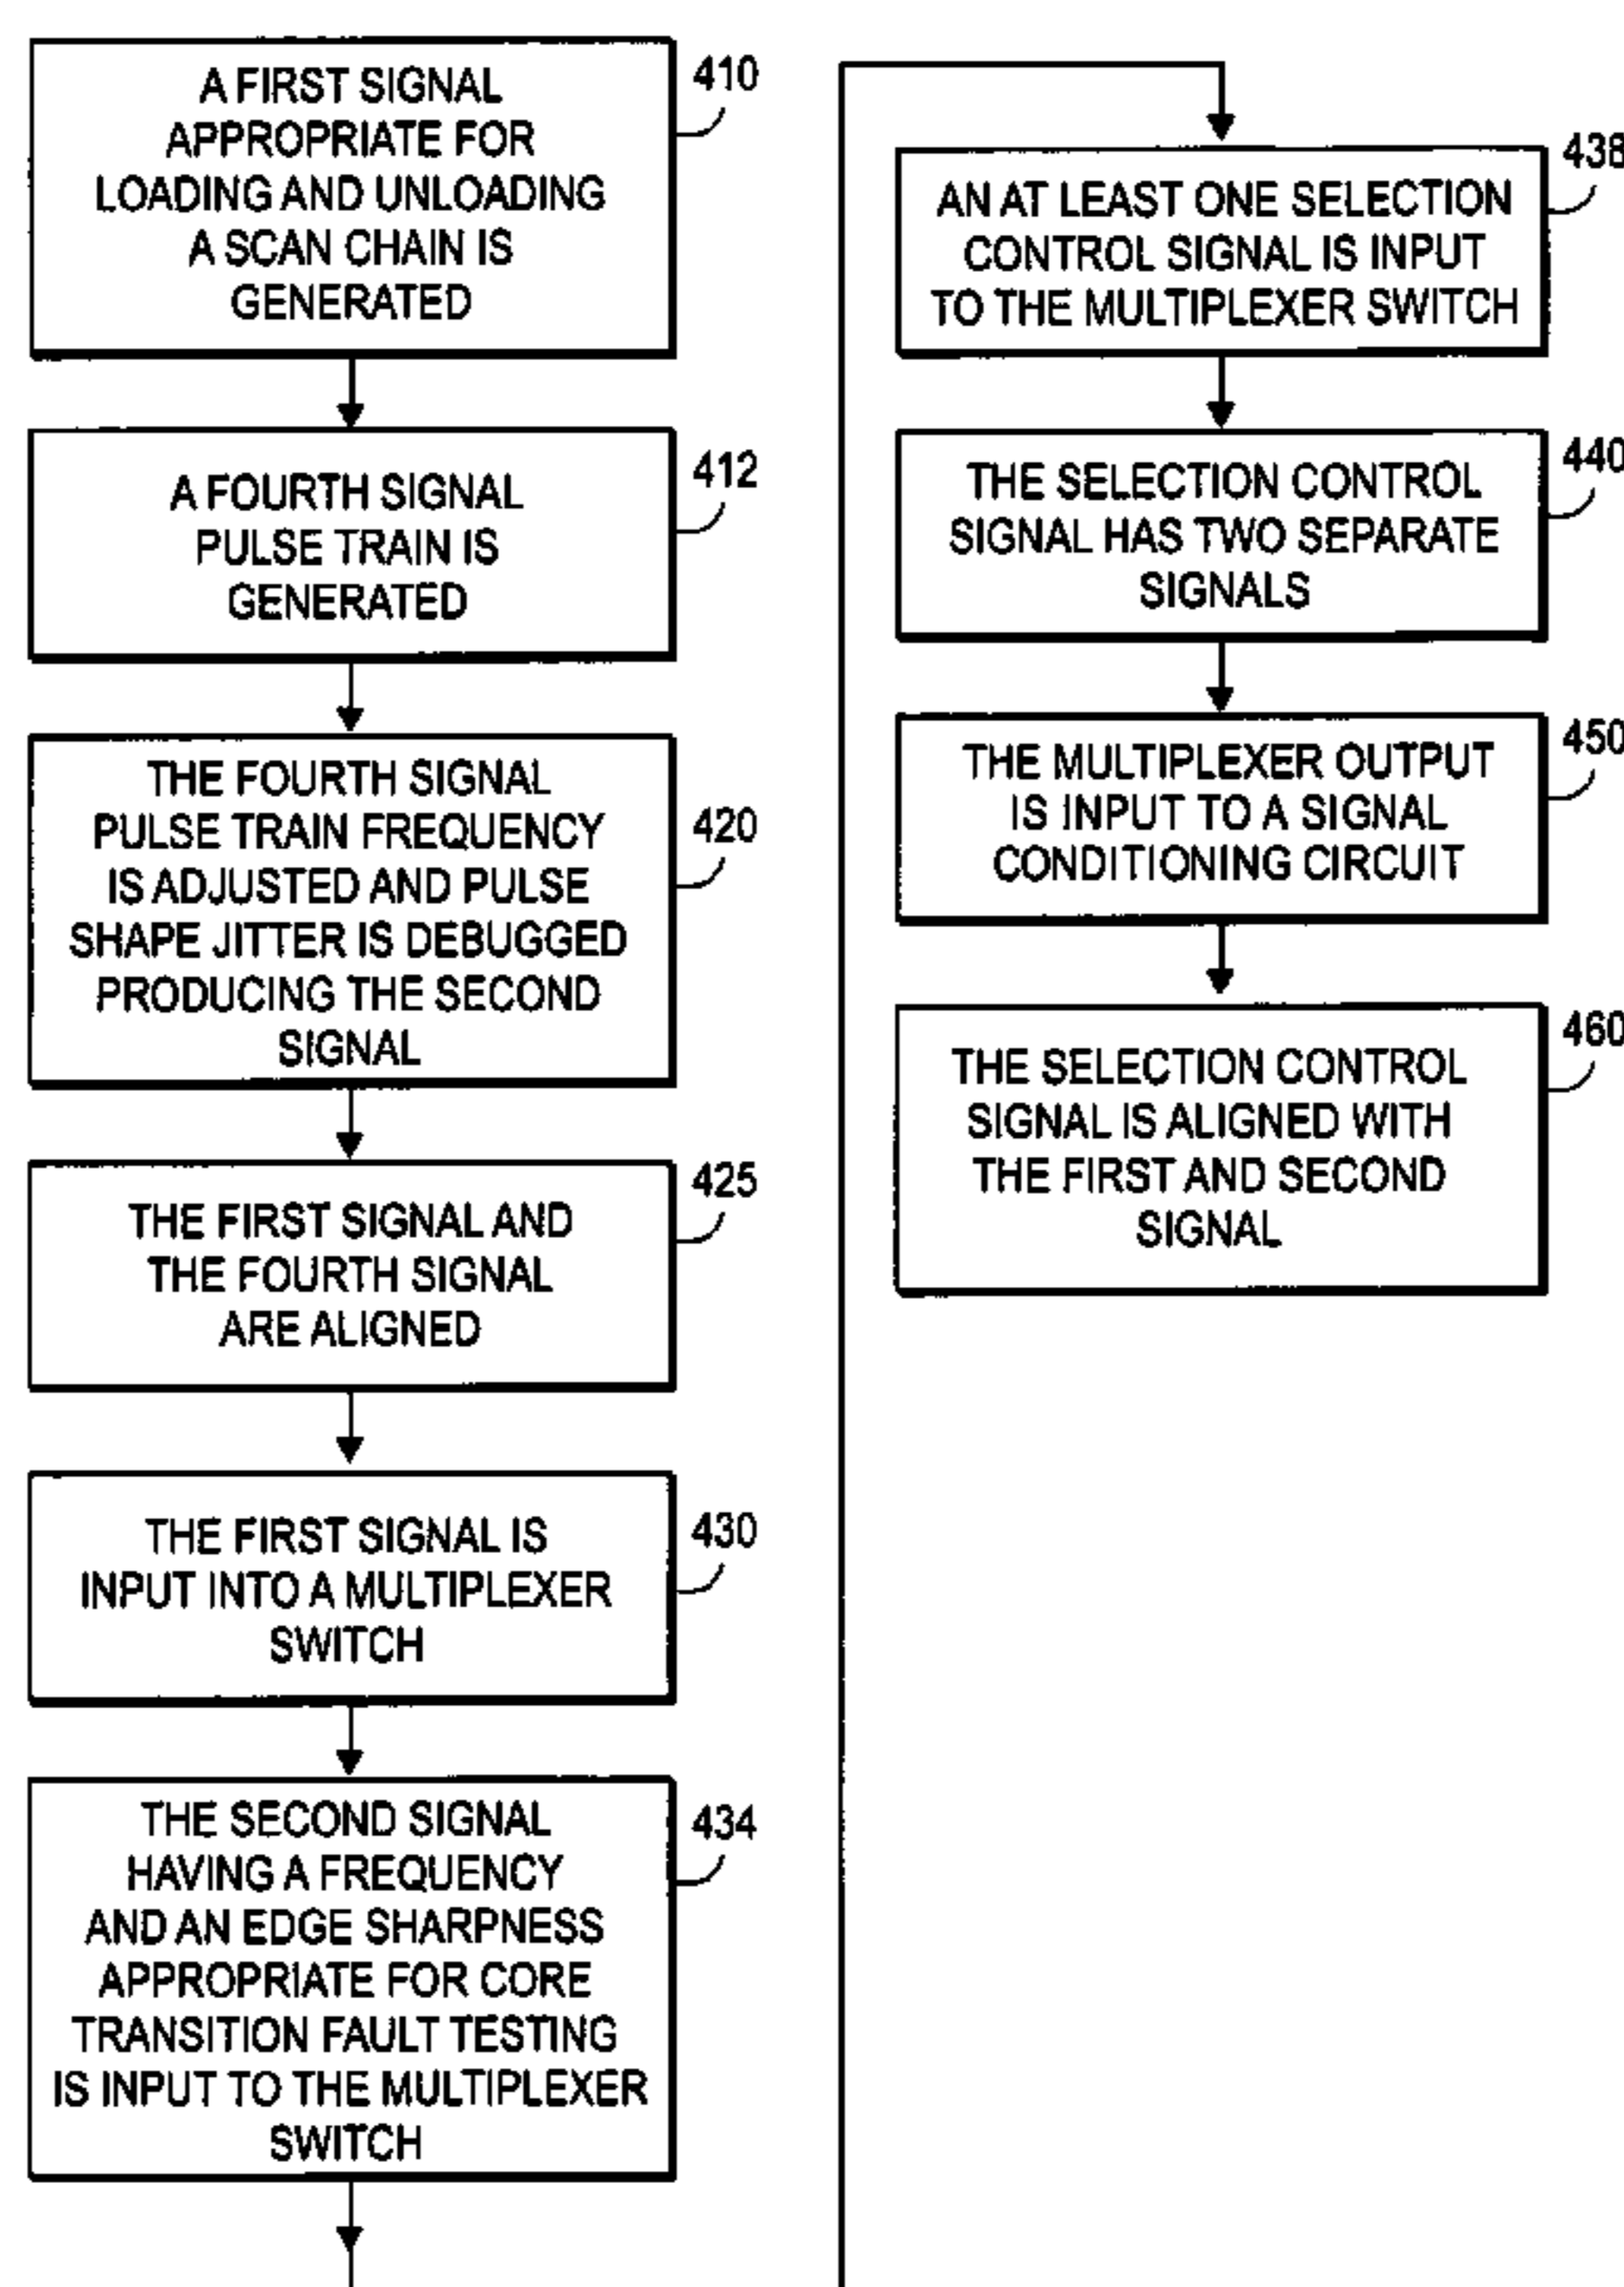 A FIRST SIGNAL
APPROPRIATE FOR
LOADING AND UNLOADING
A SCAN CHAIN IS
GENERATED
410
A FOURTH SIGNAL
PULSE TRAIN IS
GENERATED
412
THE FOURTH SIGNAL
PULSE TRAIN FREQUENCY
IS ADJUSTED AND PULSE
SHAPE JITTER IS DEBUGGED
PRODUCING THE SECOND
SIGNAL
420
THE FIRST SIGNAL AND
THE FOURTH SIGNAL
ARE ALIGNED
425
THE FIRST SIGNAL IS
INPUT INTO A MULTIPLEXER
SWITCH
430
THE SECOND SIGNAL
HAVING A FREQUENCY
AND AN EDGE SHARPNESS
APPROPRIATE FOR CORE
TRANSITION FAULT TESTING
IS INPUT TO THE MULTIPLEXER
SWITCH
434
AN AT LEAST ONE SELECTION
CONTROL SIGNAL IS INPUT
TO THE MULTIPLEXER SWITCH
438
THE SELECTION CONTROL
SIGNAL HAS TWO SEPARATE
SIGNALS
440
THE MULTIPLEXER OUTPUT
IS INPUT TO A SIGNAL
CONDITIONING CIRCUIT
450
THE SELECTION CONTROL
SIGNAL IS ALIGNED WITH
THE FIRST AND SECOND
SIGNAL
460